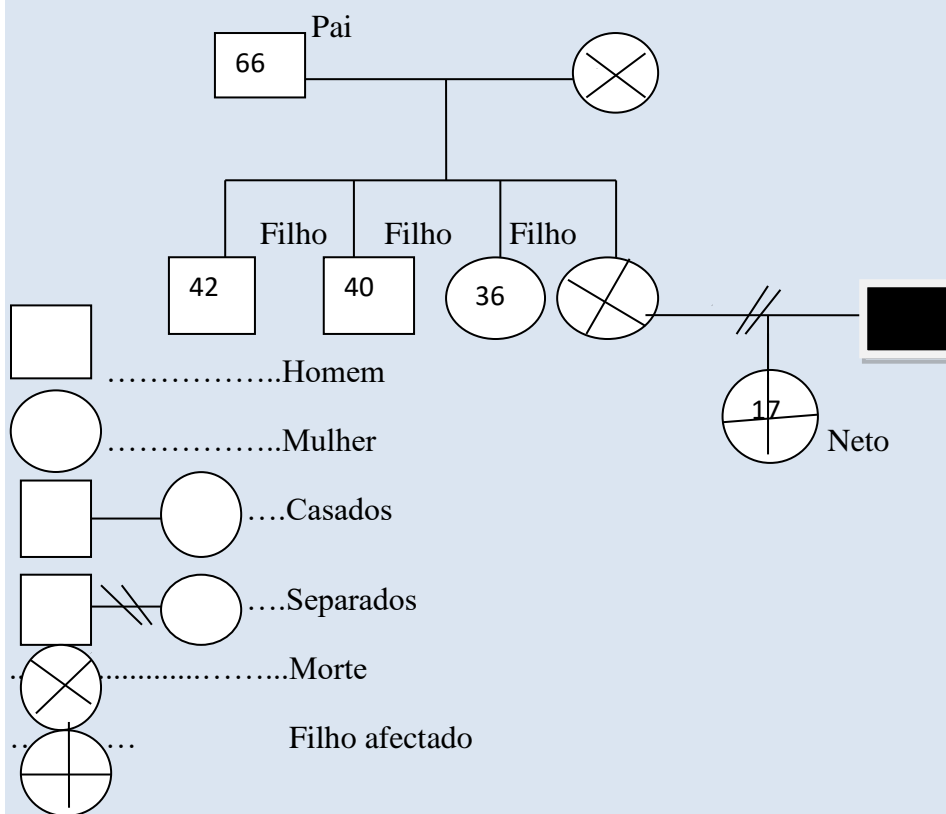 Pai
66
Filho Filho Filho
42 40 36
………………..Homem
17
………………..Mulher Neto
….Casados
….Separados
..............……...Morte
..…… Filho afectado